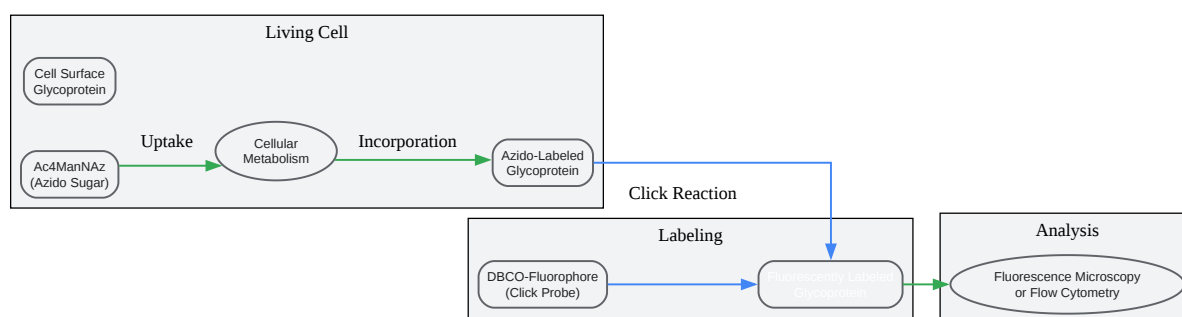 Living Cell
Cell Surface
Glycoprotein
Uptake
Cellular
Metabolism
Incorporation
Ac4ManNAz
(Azido Sugar)
Azido-Labeled
Glycoprotein
Click Reaction
Labeling
DBCO-Fluorophore
(Click Probe)
Fluorescently Labeled
Glycoprotein
Analysis
Fluorescence Microscopy
or Flow Cytometry